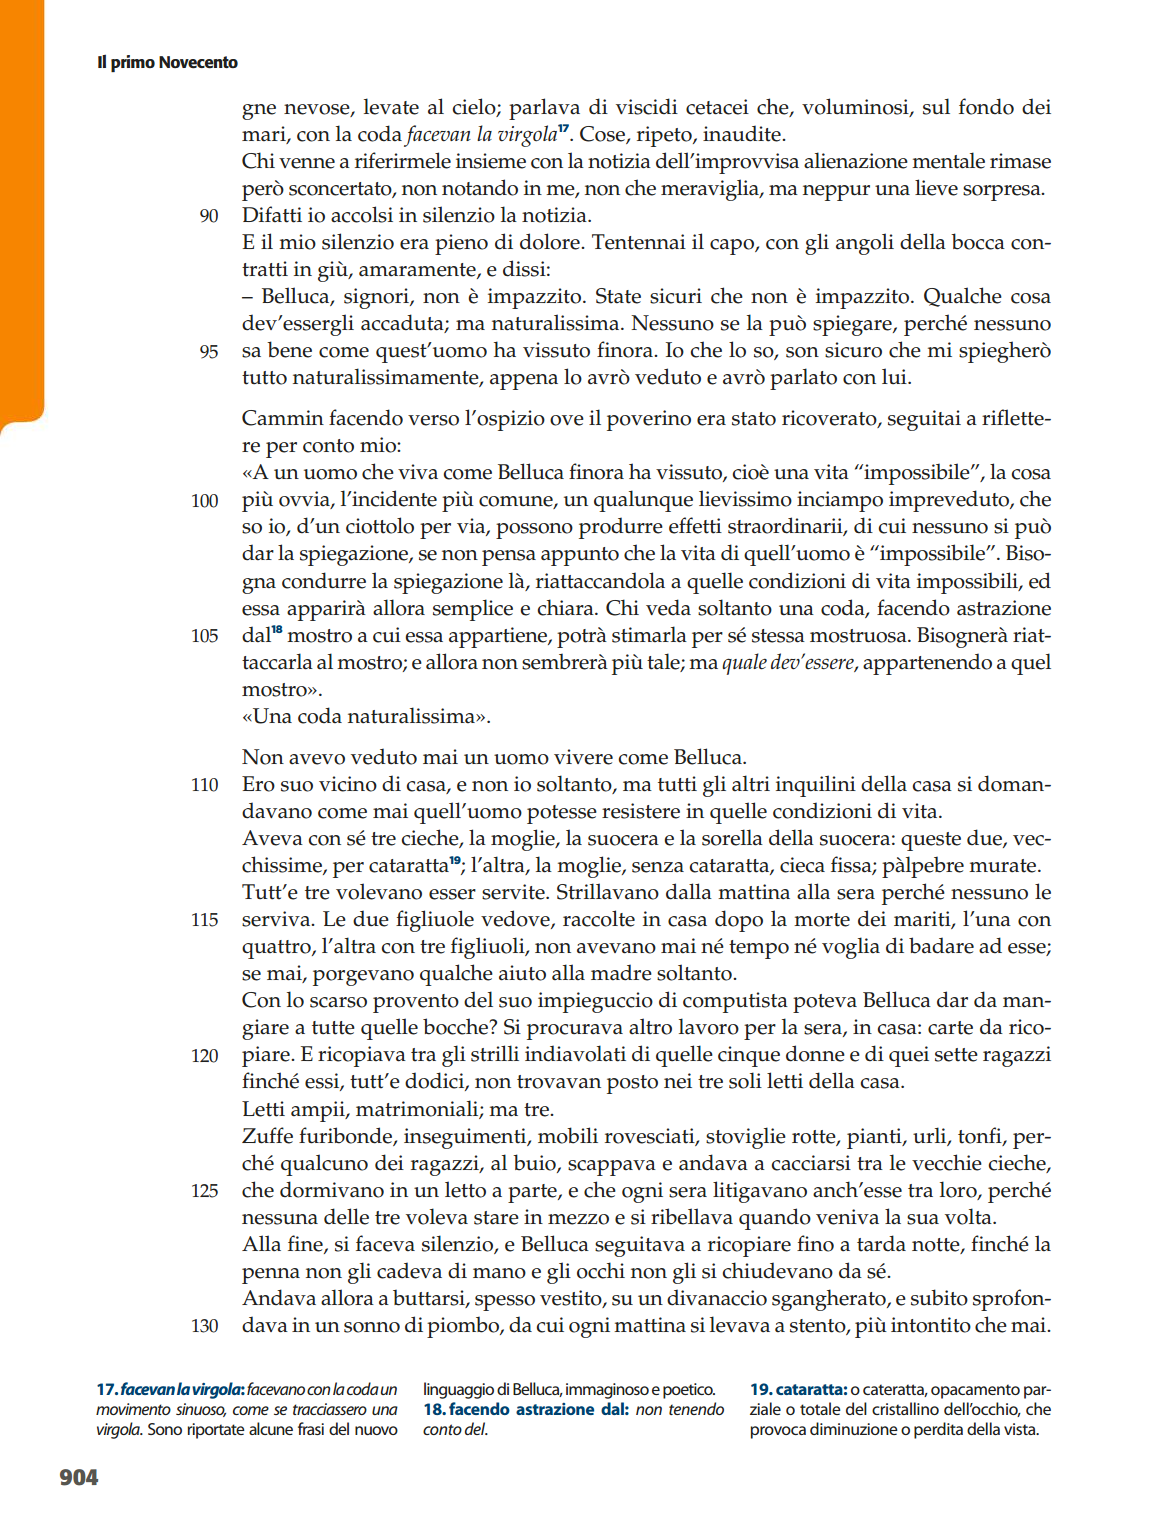 Il primo Novecento
gne nevose, levate al cielo; parlava di viscidi cetacei che, voluminosi, sul fondo dei
mari, con la coda facevan la virgola17. Cose, ripeto, inaudite.
Chi venne a riferirmele insieme con la notizia dell'improvvisa alienazione mentale rimase
però sconcertato, non notando in me, non che meraviglia, ma neppur una lieve sorpresa.
90 Difatti io accolsi in silenzio la notizia.
E il mio silenzio era pieno di dolore. Tentennai il capo, con gli angoli della bocca con-
tratti in giù, amaramente, e dissi:
– Belluca, signori, non è impazzito. State sicuri che non è impazzito. Qualche cosa
dev'essergli accaduta; ma naturalissima. Nessuno se la può spiegare, perché nessuno
95 sa bene come quest'uomo ha vissuto finora. Io che lo so, son sicuro che mi spiegherò
tutto naturalissimamente, appena lo avrò veduto e avrò parlato con lui.
Cammin facendo verso l'ospizio ove il poverino era stato ricoverato, seguitai a riflette-
re per conto mio:
«A un uomo che viva come Belluca finora ha vissuto, cioè una vita "impossibile", la cosa
100 più ovvia, l'incidente più comune, un qualunque lievissimo inciampo impreveduto, che
so io, d'un ciottolo per via, possono produrre effetti straordinarii, di cui nessuno si può
dar la spiegazione, se non pensa appunto che la vita di quell'uomo è "impossibile". Biso-
gna condurre la spiegazione là, riattaccandola a quelle condizioni di vita impossibili, ed
essa apparirà allora semplice e chiara. Chi veda soltanto una coda, facendo astrazione
105 dal18 mostro a cui essa appartiene, potrà stimarla per sé stessa mostruosa. Bisognerà riat-
taccarla al mostro; e allora non sembrerà più tale; ma quale dev'essere, appartenendo a quel
mostro».
«Una coda naturalissima».
Non avevo veduto mai un uomo vivere come Belluca.
110 Ero suo vicino di casa, e non io soltanto, ma tutti gli altri inquilini della casa si doman-
davano come mai quell'uomo potesse resistere in quelle condizioni di vita.
Aveva con sé tre cieche, la moglie, la suocera e la sorella della suocera: queste due, vec-
chissime, per cataratta19; l'altra, la moglie, senza cataratta, cieca fissa; pàlpebre murate.
Tutt'e tre volevano esser servite. Strillavano dalla mattina alla sera perché nessuno le
115 serviva. Le due figliuole vedove, raccolte in casa dopo la morte dei mariti, l'una con
quattro, l'altra con tre figliuoli, non avevano mai né tempo né voglia di badare ad esse;
se mai, porgevano qualche aiuto alla madre soltanto.
Con lo scarso provento del suo impieguccio di computista poteva Belluca dar da man-
giare a tutte quelle bocche? Si procurava altro lavoro per la sera, in casa: carte da rico-
120 piare. E ricopiava tra gli strilli indiavolati di quelle cinque donne e di quei sette ragazzi
finché essi, tutt'e dodici, non trovavan posto nei tre soli letti della casa.
Letti ampii, matrimoniali; ma tre.
Zuffe furibonde, inseguimenti, mobili rovesciati, stoviglie rotte, pianti, urli, tonfi, per-
ché qualcuno dei ragazzi, al buio, scappava e andava a cacciarsi tra le vecchie cieche,
125 che dormivano in un letto a parte, e che ogni sera litigavano anch'esse tra loro, perché
nessuna delle tre voleva stare in mezzo e si ribellava quando veniva la sua volta.
Alla fine, si faceva silenzio, e Belluca seguitava a ricopiare fino a tarda notte, finché la
penna non gli cadeva di mano e gli occhi non gli si chiudevano da sé.
Andava allora a buttarsi, spesso vestito, su un divanaccio sgangherato, e subito sprofon-
130 dava in un sonno di piombo, da cui ogni mattina si levava a stento, più intontito che mai.
17. facevan la virgola: facevano con la coda un
movimento sinuoso, come se tracciassero una
virgola. Sono riportate alcune frasi del nuovo
linguaggio di Belluca, immaginoso e poetico.
18. facendo astrazione dal: non tenendo
conto del.
19. cataratta: o cateratta, opacamento par-
ziale o totale del cristallino dell'occhio, che
provoca diminuzione o perdita della vista.
904